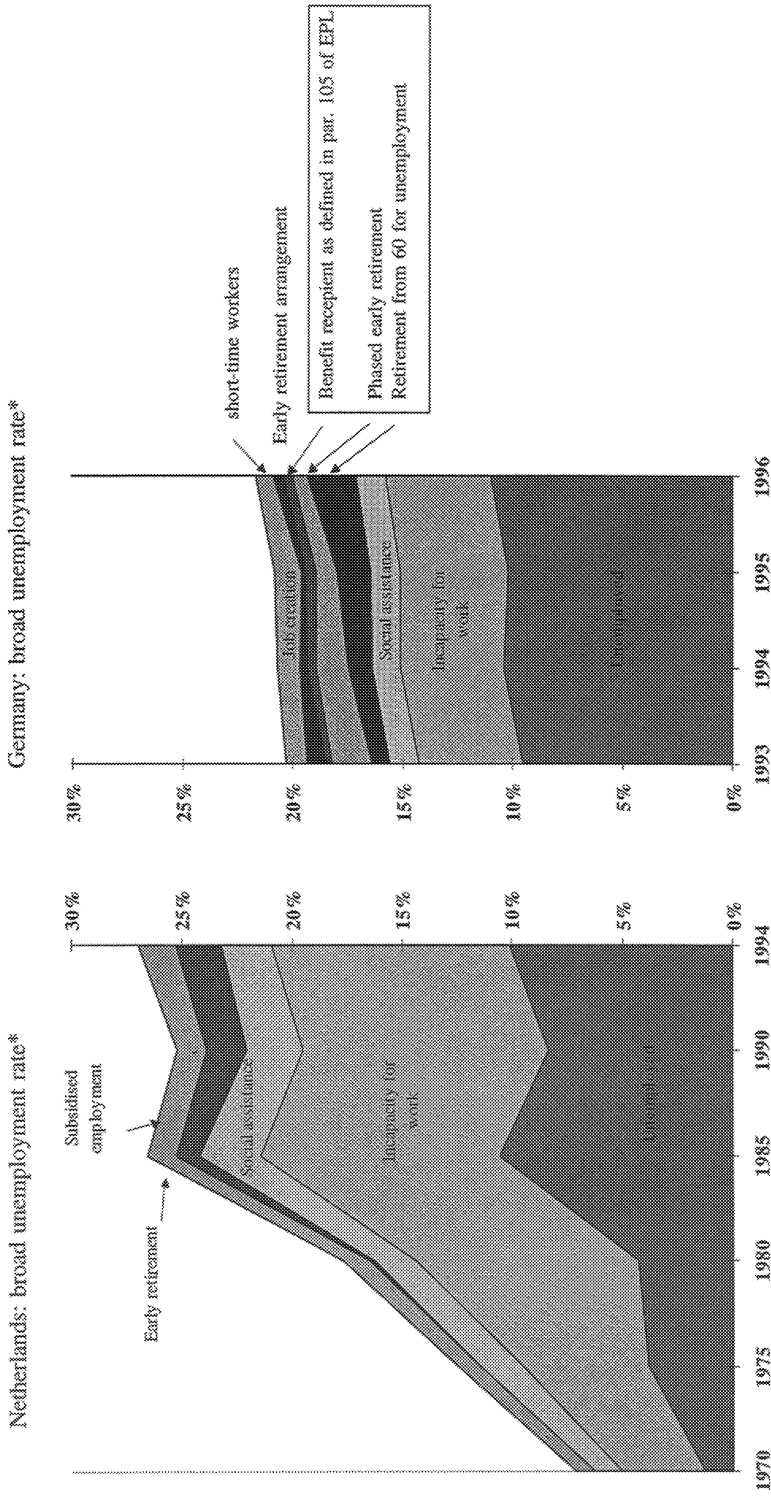 Netherlands: broad unemployment rate*
30%
25%
20%
15%
10%
5%
0%
Early retirement
Subsidised
employment
Social assistance
Incapacity for
work
Unemployed
1970
1975
1980
1985
1990
1994
Germany: broad unemployment rate*
30%
25%
20%
15%
10%
5%
0%
short-time workers
Early retirement arrangement
Benefit recepient as defined in par. 105 of EPL
Phased early retirement
Retirement from 60 for unemployment
Job creation
Social assistance
Incapacity for
work
Unemployed
1993
1994
1995
1996